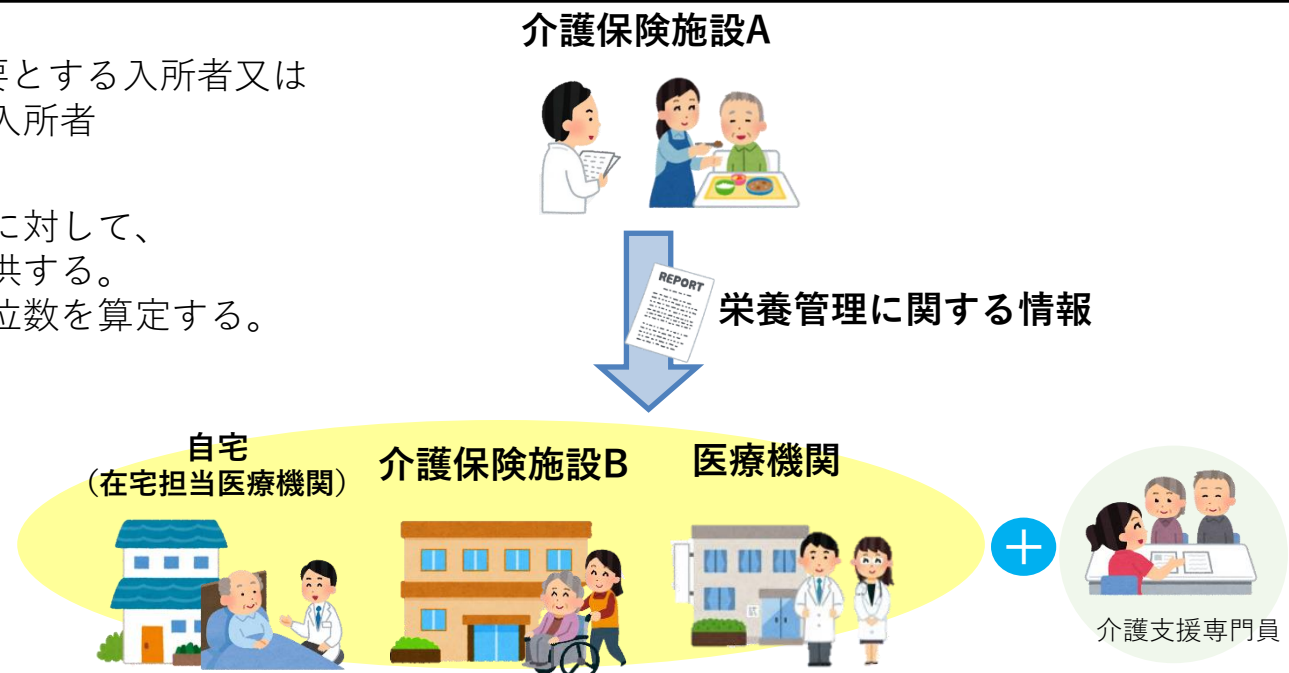 介護保険施設A
要とする入所者又は
入所者
に対して、
供する。
位数を算定する。
REPORT
栄養管理に関する情報
自宅
(在宅担当医療機関)
介護保険施設B
医療機関
介護支援専門員